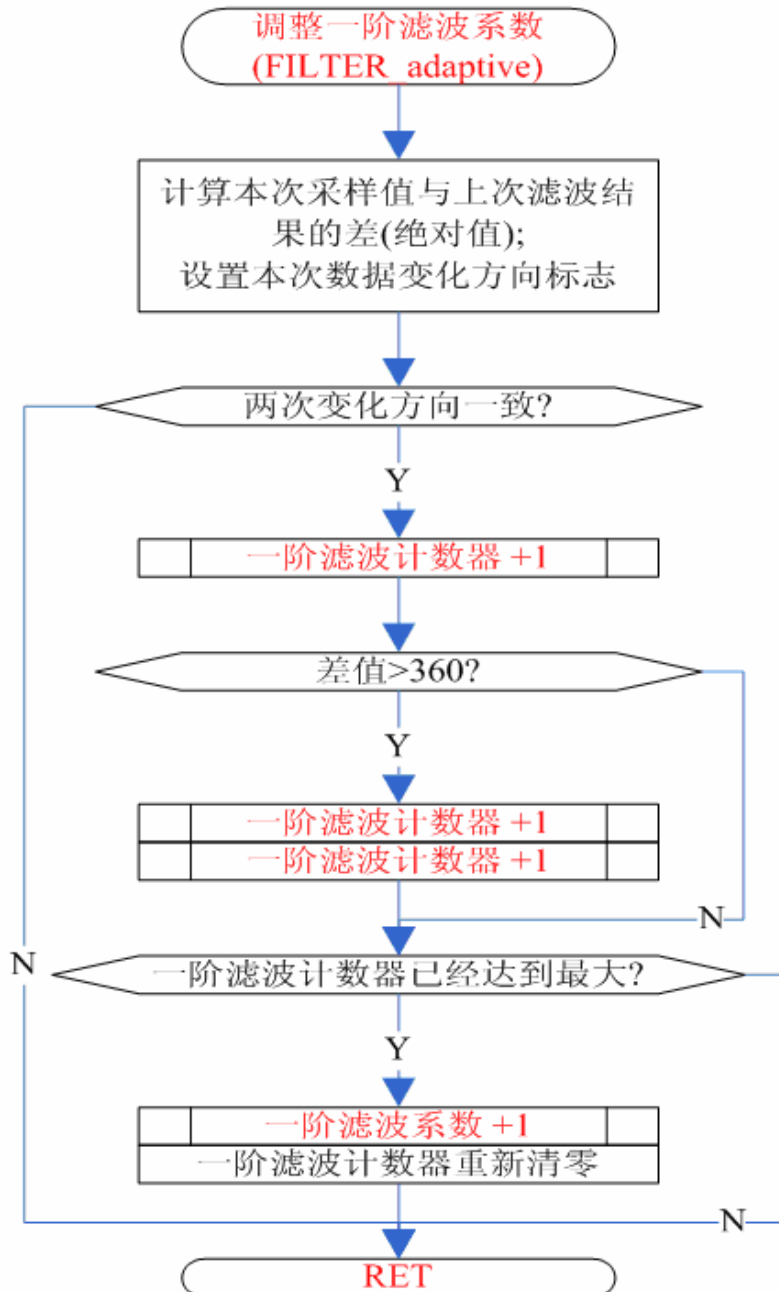 调整一阶滤波系数
(FILTER_adaptive)
计算本次采样值与上次滤波结
果的差(绝对值);
设置本次数据变化方向标志
两次变化方向一致?
Y
一阶滤波计数器 +1
差值>360?
Y
一阶滤波计数器 +1
一阶滤波计数器 +1
N
N
一阶滤波计数器已经达到最大?
Y
一阶滤波系数 +1
一阶滤波计数器重新清零
N
RET